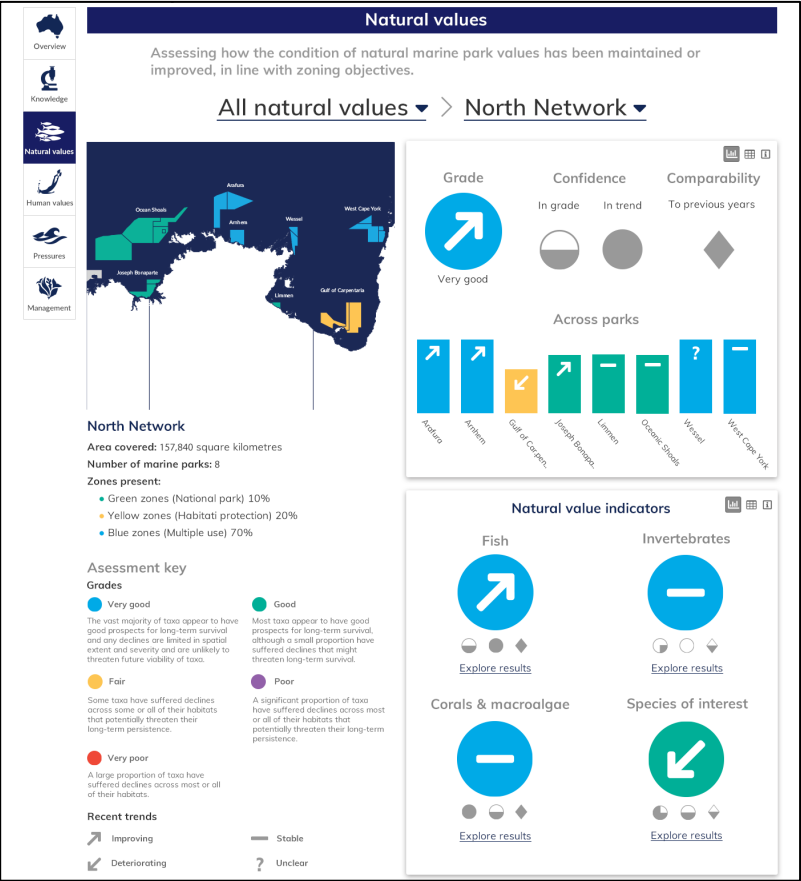 Natural values
Overview
Knowledge
Natural values
Human values
Pressures
Management
Assessing how the condition of natural marine park values has been maintained or
improved, in line with zoning objectives.
All natural values > North Network
Arafura
Ocean Shoals
West Cape York
Arnhem
Wessel
Joseph Bonaparte
Gulf of Carpentaria
Limmen
North Network
Area covered: 157,840 square kilometres
Number of marine parks: 8
Zones present:
• Green zones (National park) 10%
• Yellow zones (Habitati protection) 20%
• Blue zones (Multiple use) 70%
Asessment key
Grades
Very good
The vast majority of taxa appear to have
good prospects for long-term survival
and any declines are limited in spatial
extent and severity and are unlikely to
threaten future viability of taxa.
Good
Most taxa appear to have good
prospects for long-term survival,
although a small proportion have
suffered declines that might
threaten long-term survival.
Fair
Some taxa have suffered declines
across some or all of their habitats
that potentially threaten their
long-term persistence.
Poor
A significant proportion of taxa
have suffered declines across most
or all of their habitats that
potentially threaten their long-term
persistence.
Very poor
A large proportion of taxa have
suffered declines across most or all
of their habitats.
Recent trends
Improving
Stable
Deteriorating
? Unclear
Grade
Confidence
Comparability
In grade
In trend
To previous years
Very good
Across parks
?
Arafura
Arnhem
Gulf of Carpen..
Joseph Bonapa..
Limmen
Oceanic Shoals
Wessel
West Cape York
Natural value indicators
Fish
Invertebrates
Explore results
Explore results
Corals & macroalgae
Species of interest
Explore results
Explore results